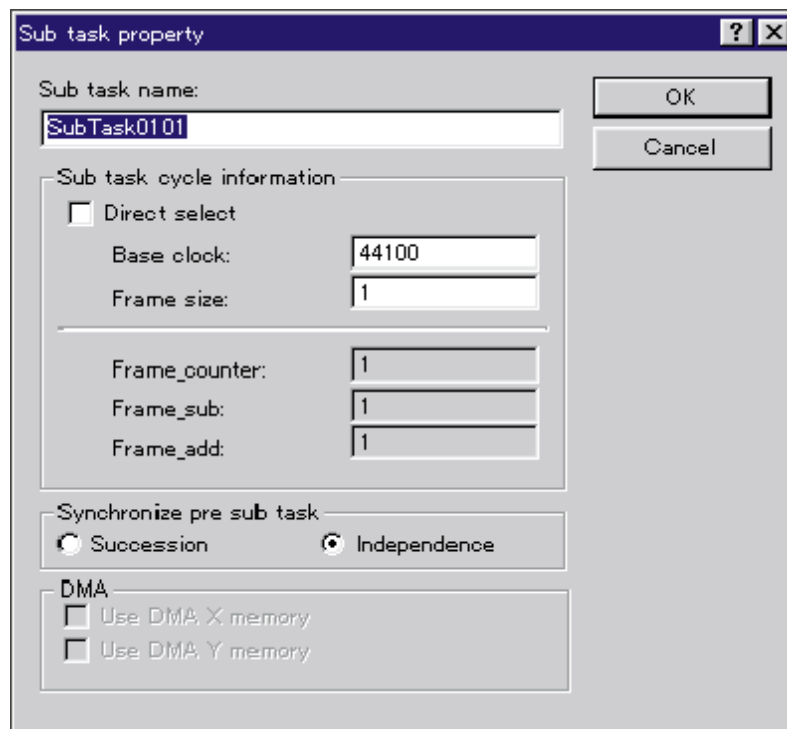 Sub task property
Sub task name:
OK
SubTask0101
Cancel
Sub task cycle information
Direct select
Base clock: 44100
Frame size: 1
Frame_counter: 1
Frame_sub: 1
Frame_add: 1
Synchronize pre sub task
Succession Independence
DMA
Use DMA X memory
Use DMA Y memory